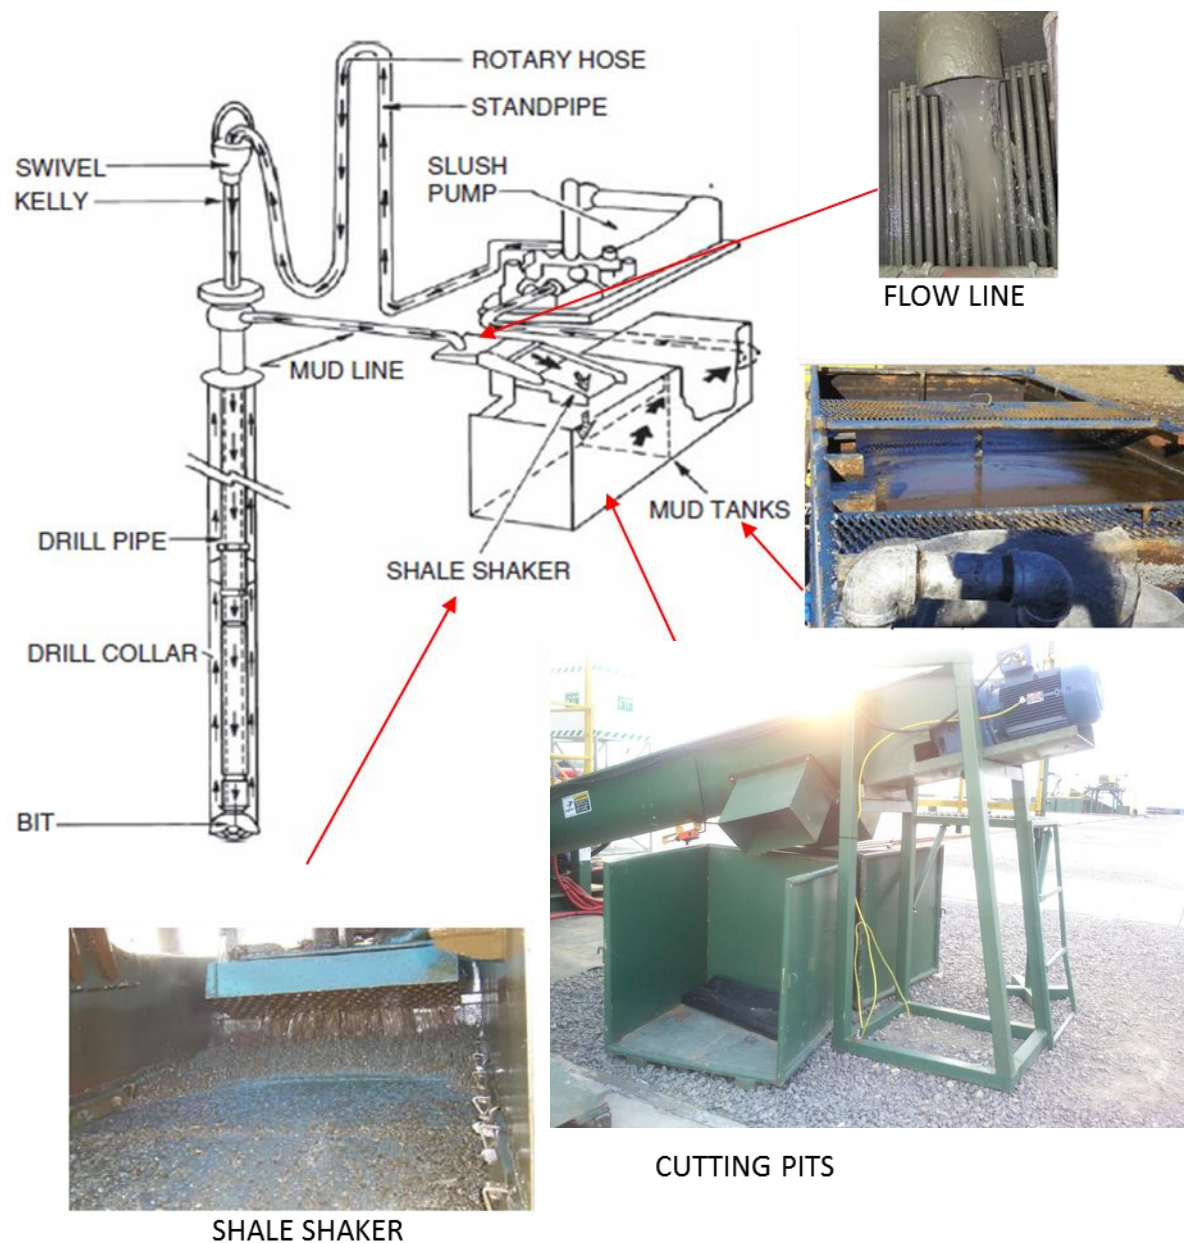 ROTARY HOSE
STANDPIPE
SWIVEL
KELLY
SLUSH
PUMP
FLOW LINE
MUD LINE
MUD TANKS
DRILL PIPE
SHALE SHAKER
DRILL COLLAR
BIT
CUTTING PITS
SHALE SHAKER